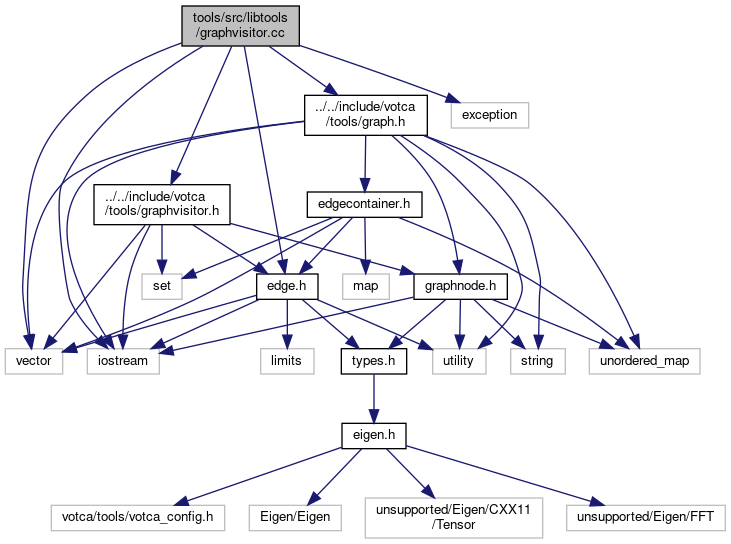 tools/src/libtools
/graphvisitor.cc
../../include/votca
/tools/graph.h
exception
../../include/votca
/tools/graphvisitor.h
edgecontainer.h
set
edge.h
map
graphnode.h
vector
iostream
limits
types.h
utility
string
unordered_map
eigen.h
votca/tools/votca_config.h
Eigen/Eigen
unsupported/Eigen/CXX11
/Tensor
unsupported/Eigen/FFT